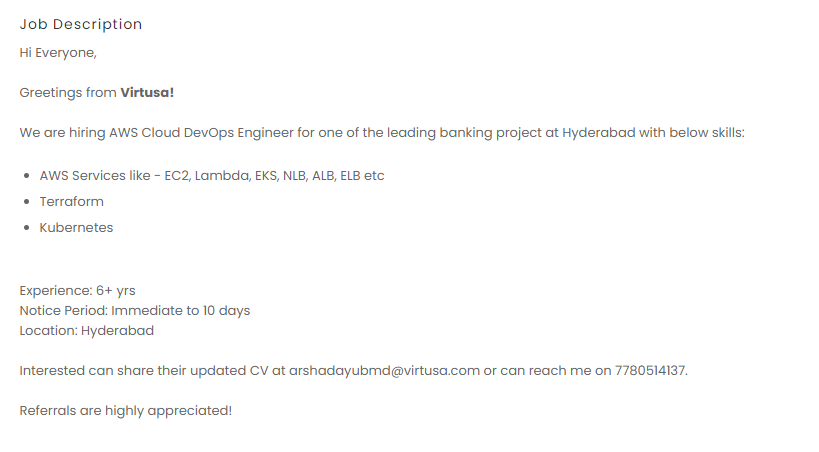 Job Description
Hi Everyone,
Greetings from Virtusa!
We are hiring AWS Cloud DevOps Engineer for one of the leading banking project at Hyderabad with below skills:
• AWS Services like - EC2, Lambda, EKS, NLB, ALB, ELB etc
• Terraform
• Kubernetes
Experience: 6+ yrs
Notice Period: Immediate to 10 days
Location: Hyderabad
Interested can share their updated CV at arshadayubmd@virtusa.com or can reach me on 7780514137.
Referrals are highly appreciated!